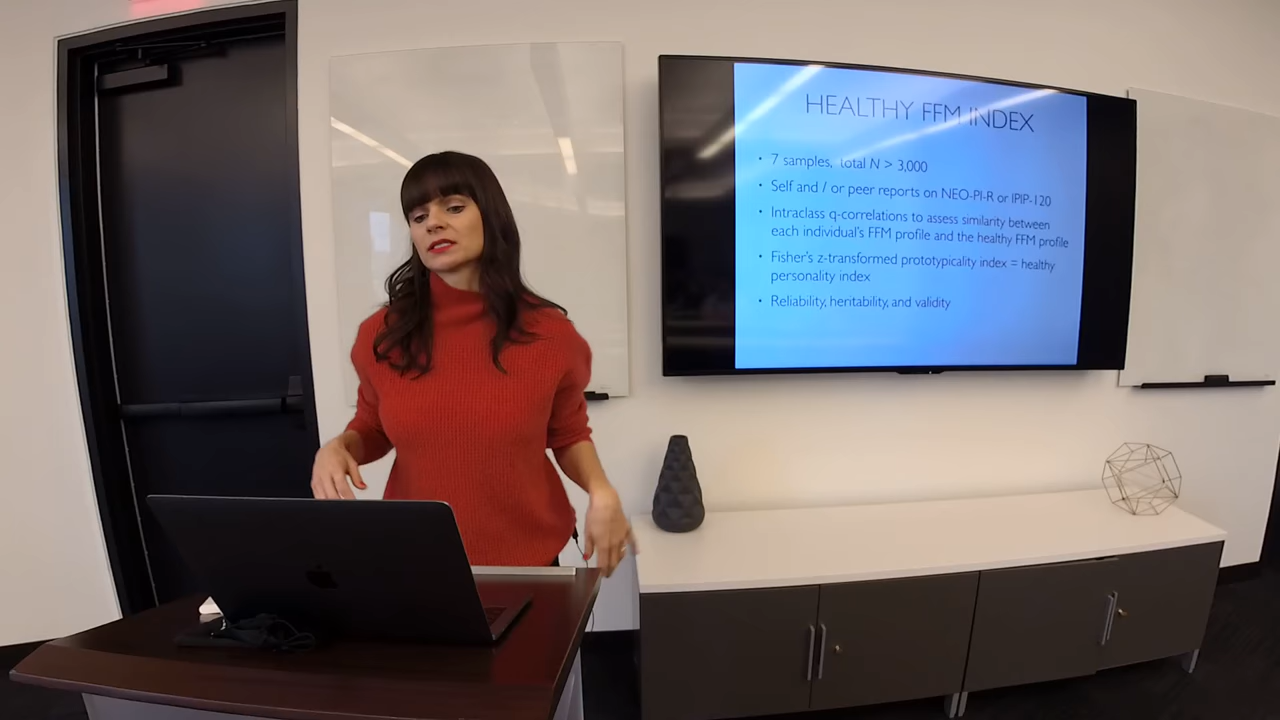 HEALTHY FFM INDEX
• 7 samples, total N > 3,000
• Self and / or peer reports on NEO-PI-R or IPIP-120
• Intraclass q-correlations to assess similarity between
each individual's FFM profile and the healthy FFM profile
• Fisher's z-transformed prototypicality index = healthy
personality index
• Reliability, heritability, and validity